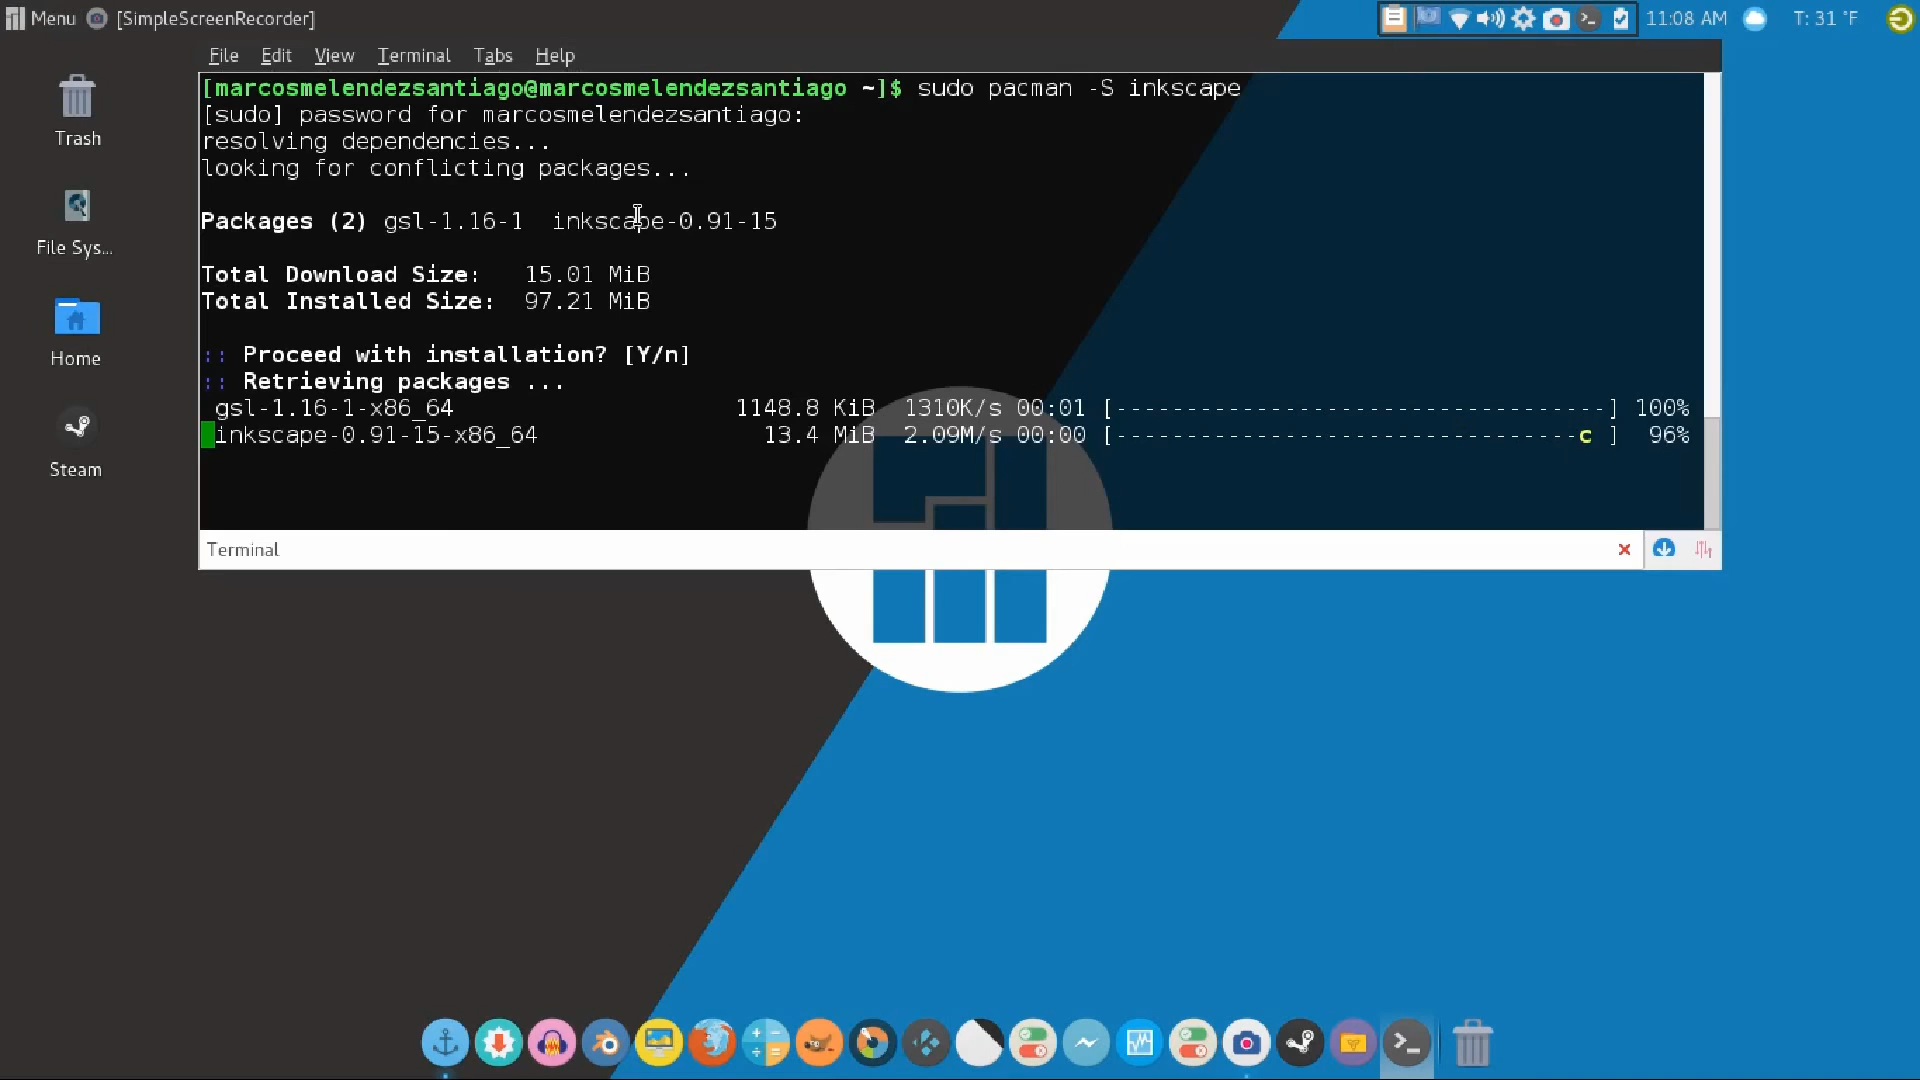 Menu [SimpleScreenRecorder] 11:08 AM T: 31 °F
File Edit View Terminal Tabs Help
[marcosmelendezsantiago@marcosmelendezsantiago ~]$ sudo pacman -S inkscape
[sudo] password for marcosmelendezsantiago:
resolving dependencies...
looking for conflicting packages...
Packages (2) gsl-1.16-1 inkscape-0.91-15
Total Download Size: 15.01 MiB
Total Installed Size: 97.21 MiB
:: Proceed with installation? [Y/n]
:: Retrieving packages ...
gsl-1.16-1-x86_64 1148.8 KiB 1310K/s 00:01 [-----------------------------------] 100%
inkscape-0.91-15-x86_64 13.4 MiB 2.09M/s 00:00 [---------------------------------c ] 96%
Terminal
Trash
File Sys...
Home
Steam